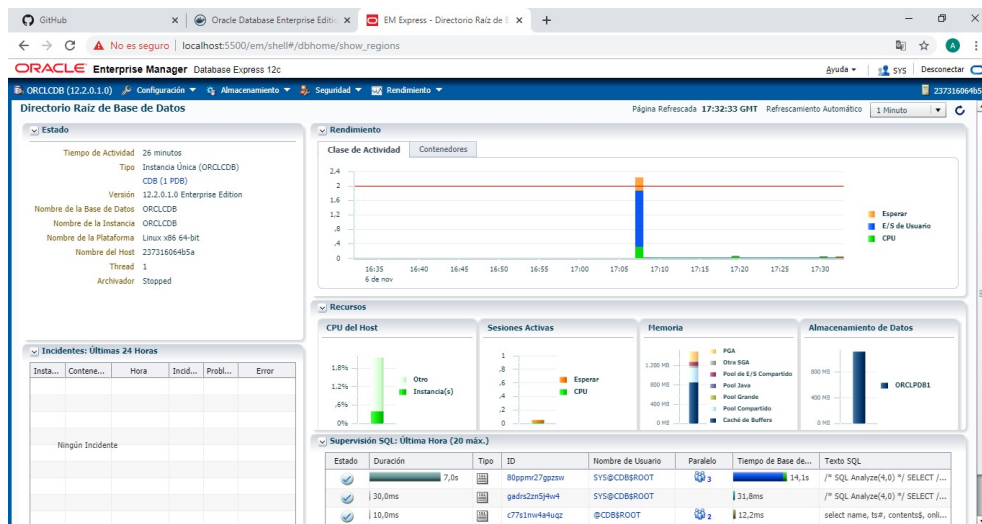 GitHub
Oracle Database Enterprise Editio
EM Express - Directorio Raíz de
No es seguro | localhost:5500/em/shell#/dbhome/show_regions
A
ORACLE Enterprise Manager Database Express 12c
Ayuda
SYS
Desconectar
ORCLCDB (12.2.0.1.0) Configuración Almacenamiento Seguridad Rendimiento
237316064b5
Directorio Raíz de Base de Datos
Página Refrescada 17:32:33 GMT Refrescamiento Automático 1 Minuto
Estado
Tiempo de Actividad 26 minutos
Tipo Instancia Única (ORCLCDB)
CDB (1 PDB)
Versión 12.2.0.1.0 Enterprise Edition
Nombre de la Base de Datos ORCLCDB
Nombre de la Instancia ORCLCDB
Nombre de la Plataforma Linux x86 64-bit
Nombre del Host 237316064b5a
Thread 1
Archivador Stopped
Rendimiento
Clase de Actividad Contenedores
2,4
2
1,6
1,2
,8
,4
0
16:35 16:40 16:45 16:50 16:55 17:00 17:05 17:10 17:15 17:20 17:25 17:30
6 de nov
Esperar
E/S de Usuario
CPU
Recursos
CPU del Host
1,8%
1,2%
,6%
0%
Otro
Instancia(s)
Sesiones Activas
1
,8
,6
,4
,2
0
Esperar
CPU
Memoria
1.200 MB
800 MB
400 MB
0 MB
PGA
Otra SGA
Pool de E/S Compartido
Pool Java
Pool Grande
Pool Compartido
Caché de Buffers
Almacenamiento de Datos
800 MB
400 MB
0 MB
ORCLPDB1
Incidentes: Últimas 24 Horas
Insta... Contene... Hora Incid... Probl... Error
Ningún Incidente
Supervisión SQL: Última Hora (20 máx.)
Estado Duración Tipo ID Nombre de Usuario Paralelo Tiempo de Base de... Texto SQL
7,0s 80ppmr27gpzsw SYS@CDB$ROOT 3 14,1s /* SQL Analyze(4,0) */ SELECT /...
30,0ms gadrs2zn5j4w4 SYS@CDB$ROOT 31,8ms /* SQL Analyze(4,0) */ SELECT /...
10,0ms c77s1nw4a4uqz @CDB$ROOT 2 12,2ms select name, ts#, contents$, onli...